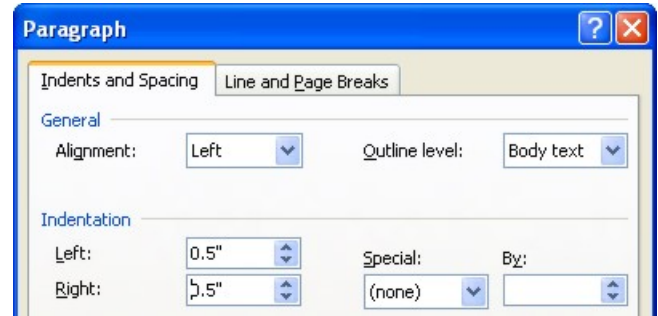 Paragraph
Indents and Spacing Line and Page Breaks
General
Alignment: Left Outline level: Body text
Indentation
Left: 0.5" Special: By:
Right: 0.5" (none)